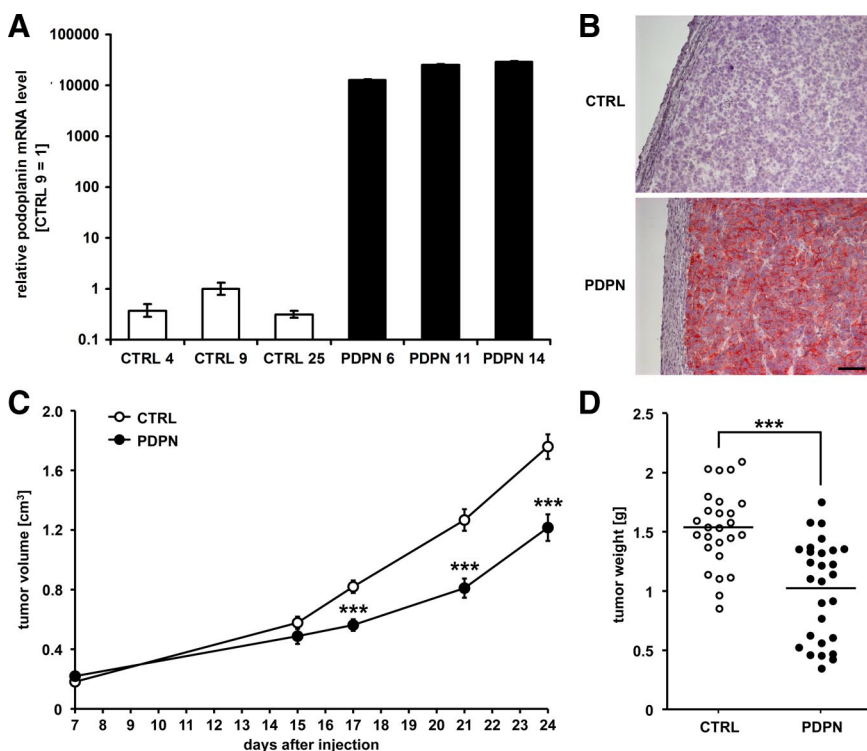 A
relative podoplanin mRNA level
[CTRL 9 = 1]
100000
10000
1000
100
10
1
0.1
CTRL 4 CTRL 9 CTRL 25 PDPN 6 PDPN 11 PDPN 14
B
CTRL
PDPN
C
CTRL
PDPN
tumor volume [cm³]
2.0
1.6
1.2
0.8
0.4
0
***
***
***
7 8 9 10 11 12 13 14 15 16 17 18 19 20 21 22 23 24
days after injection
D
tumor weight [g]
2.5
2
1.5
1
0.5
0
***
CTRL PDPN